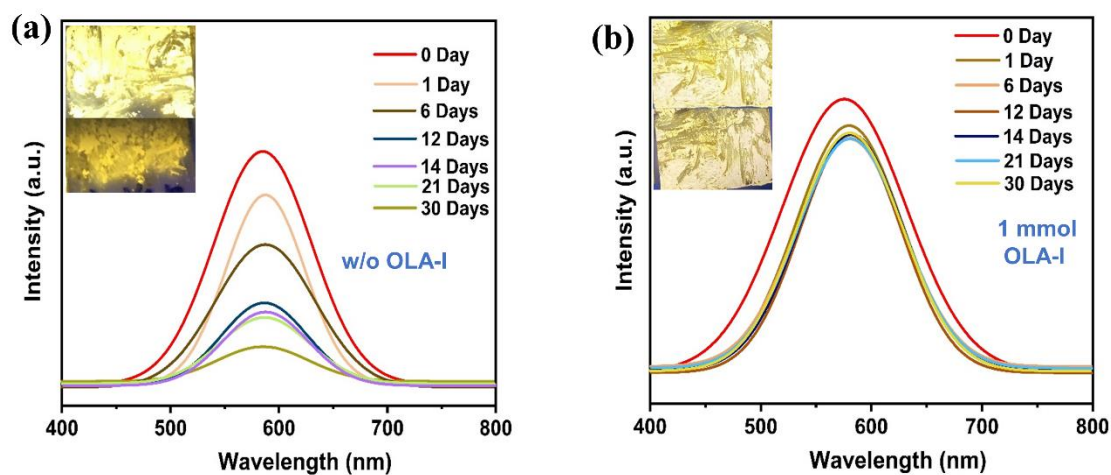 (a)
0 Day
1 Day
6 Days
12 Days
14 Days
21 Days
30 Days
w/o OLA-I
Intensity (a.u.)
400 500 600 700 800
Wavelength (nm)
(b)
0 Day
1 Day
6 Days
12 Days
14 Days
21 Days
30 Days
1 mmol
OLA-I
Intensity (a.u.)
400 500 600 700 800
Wavelength (nm)